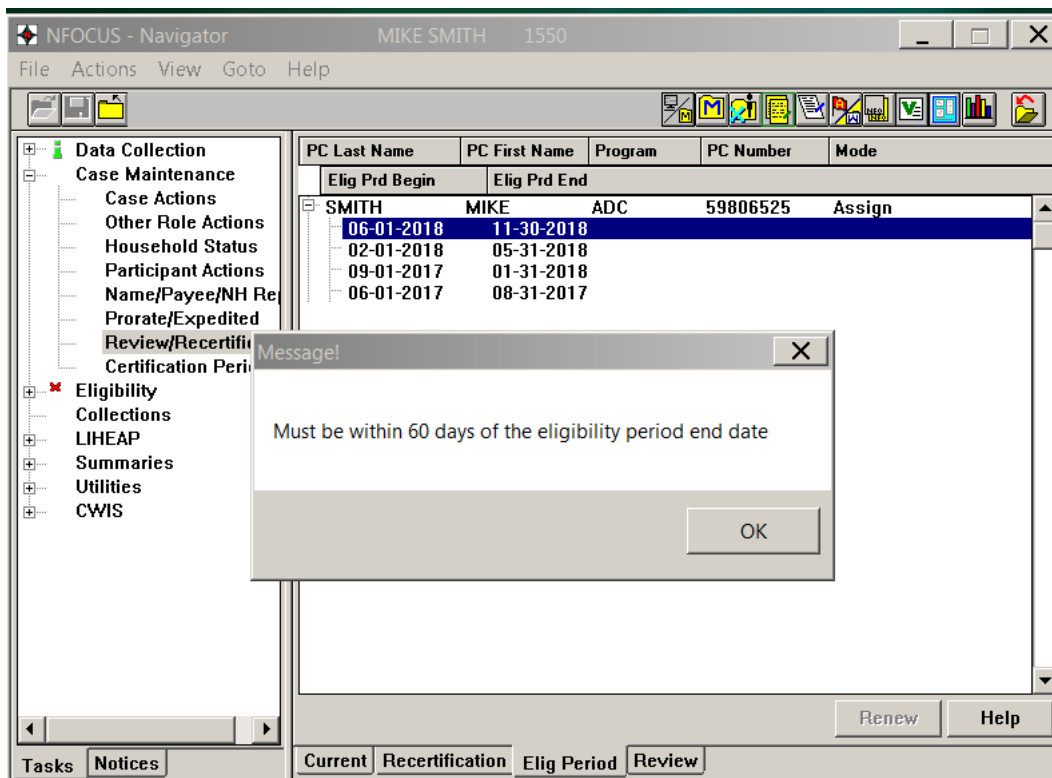 NFOCUS - Navigator MIKE SMITH 1550
File Actions View Goto Help
Data Collection
Case Maintenance
Case Actions
Other Role Actions
Household Status
Participant Actions
Name/Payee/NH
Prorate/Expedited
Certification
Eligibility
Collections
LIHEAP
Summaries
Utilities
CWIS
PC Last Name PC First Name Program PC Number Mode
Elig Prd Begin Elig Prd End
SMITH MIKE ADC 59806525 Assign
06-01-2018 11-30-2018
02-01-2018 05-31-2018
09-01-2017 01-31-2018
06-01-2017 08-31-2017
Message!
Must be within 60 days of the eligibility period end date
OK
Renew Help
Tasks Notices
Current Recertification Elig Period Review